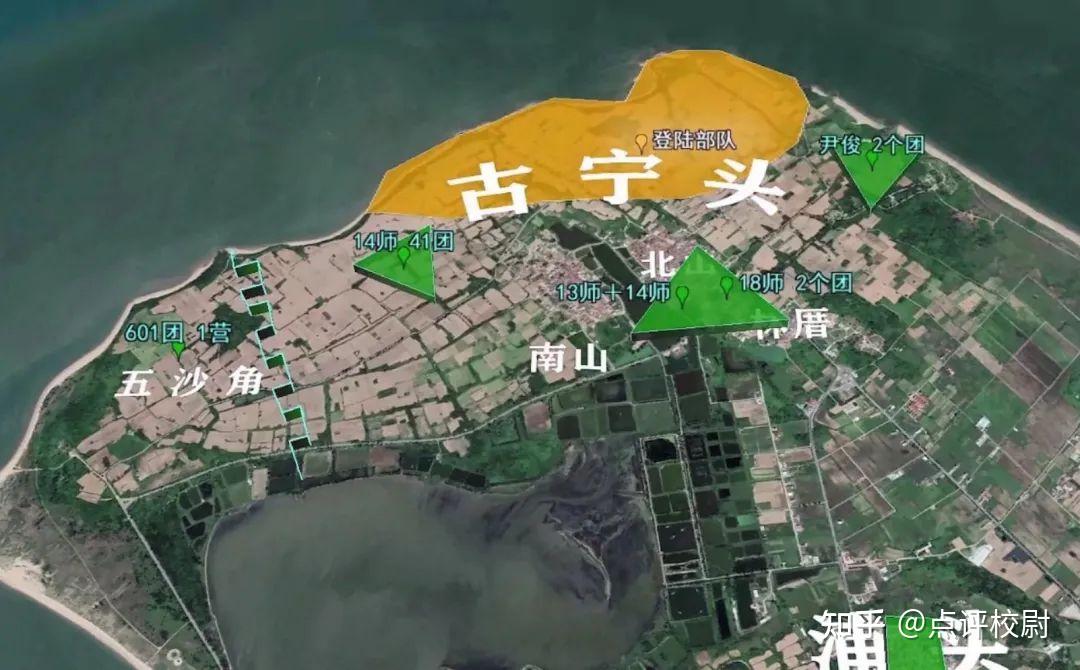 登陆部队
尹俊 2个团
古宁头
14师 41团
北山
13师+14师
18师 2个团
601团 1营
林厝
南山
五沙角
浦头
知乎 @点评校尉